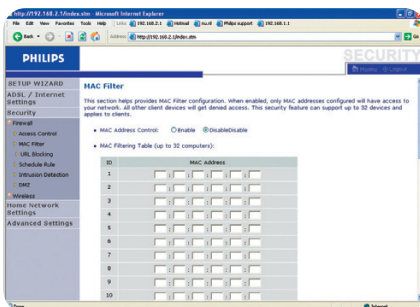 http://192.168.2.1/index.stm - Microsoft Internet Explorer
File Edit View Favorites Tools Help Links 192.168.2.1 Hotmail Philips support 192.168.1.1
Back Address http://192.168.2.1/index.stm Go
PHILIPS
SECURITY
Home Logout
SETUP WIZARD
ADSL / Internet
Settings
Security
Firewall
Access Control
MAC Filter
URL Blocking
Schedule Rule
Intrusion Detection
DMZ
Wireless
Home Network
Settings
Advanced Settings
MAC Filter
This section helps provides MAC Filter configuration. When enabled, only MAC addresses configured will have access to
your network. All other client devices will get denied access. This security feature can support up to 32 devices and
applies to clients.
• MAC Address Control: Enable DisableDisable
• MAC Filtering Table (up to 32 computers):
ID MAC Address
1 : : : : :
2 : : : : :
3 : : : : :
4 : : : : :
5 : : : : :
6 : : : : :
7 : : : : :
8 : : : : :
9 : : : : :
10 : : : : :
Done Internet